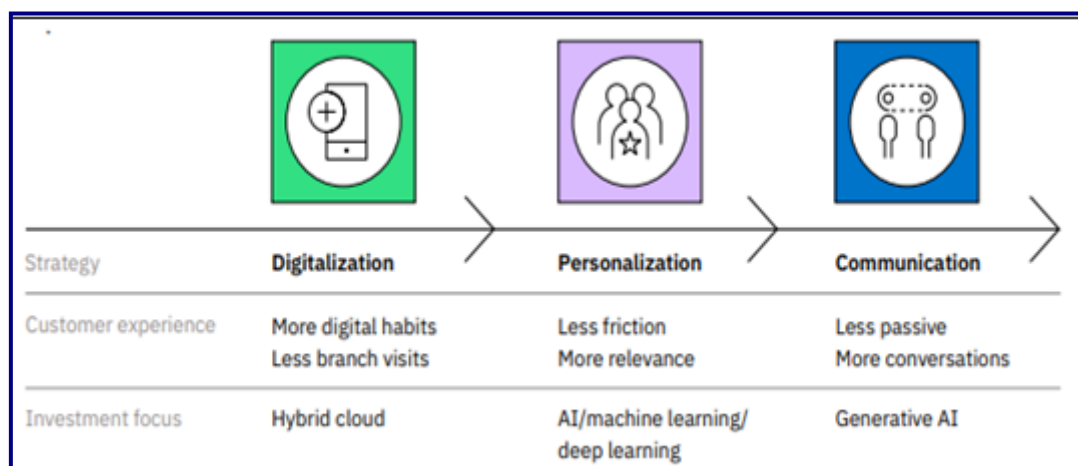 Strategy Digitalization Personalization Communication
Customer experience More digital habits Less friction Less passive
Less branch visits More relevance More conversations
Investment focus Hybrid cloud AI/machine learning/ Generative AI
deep learning